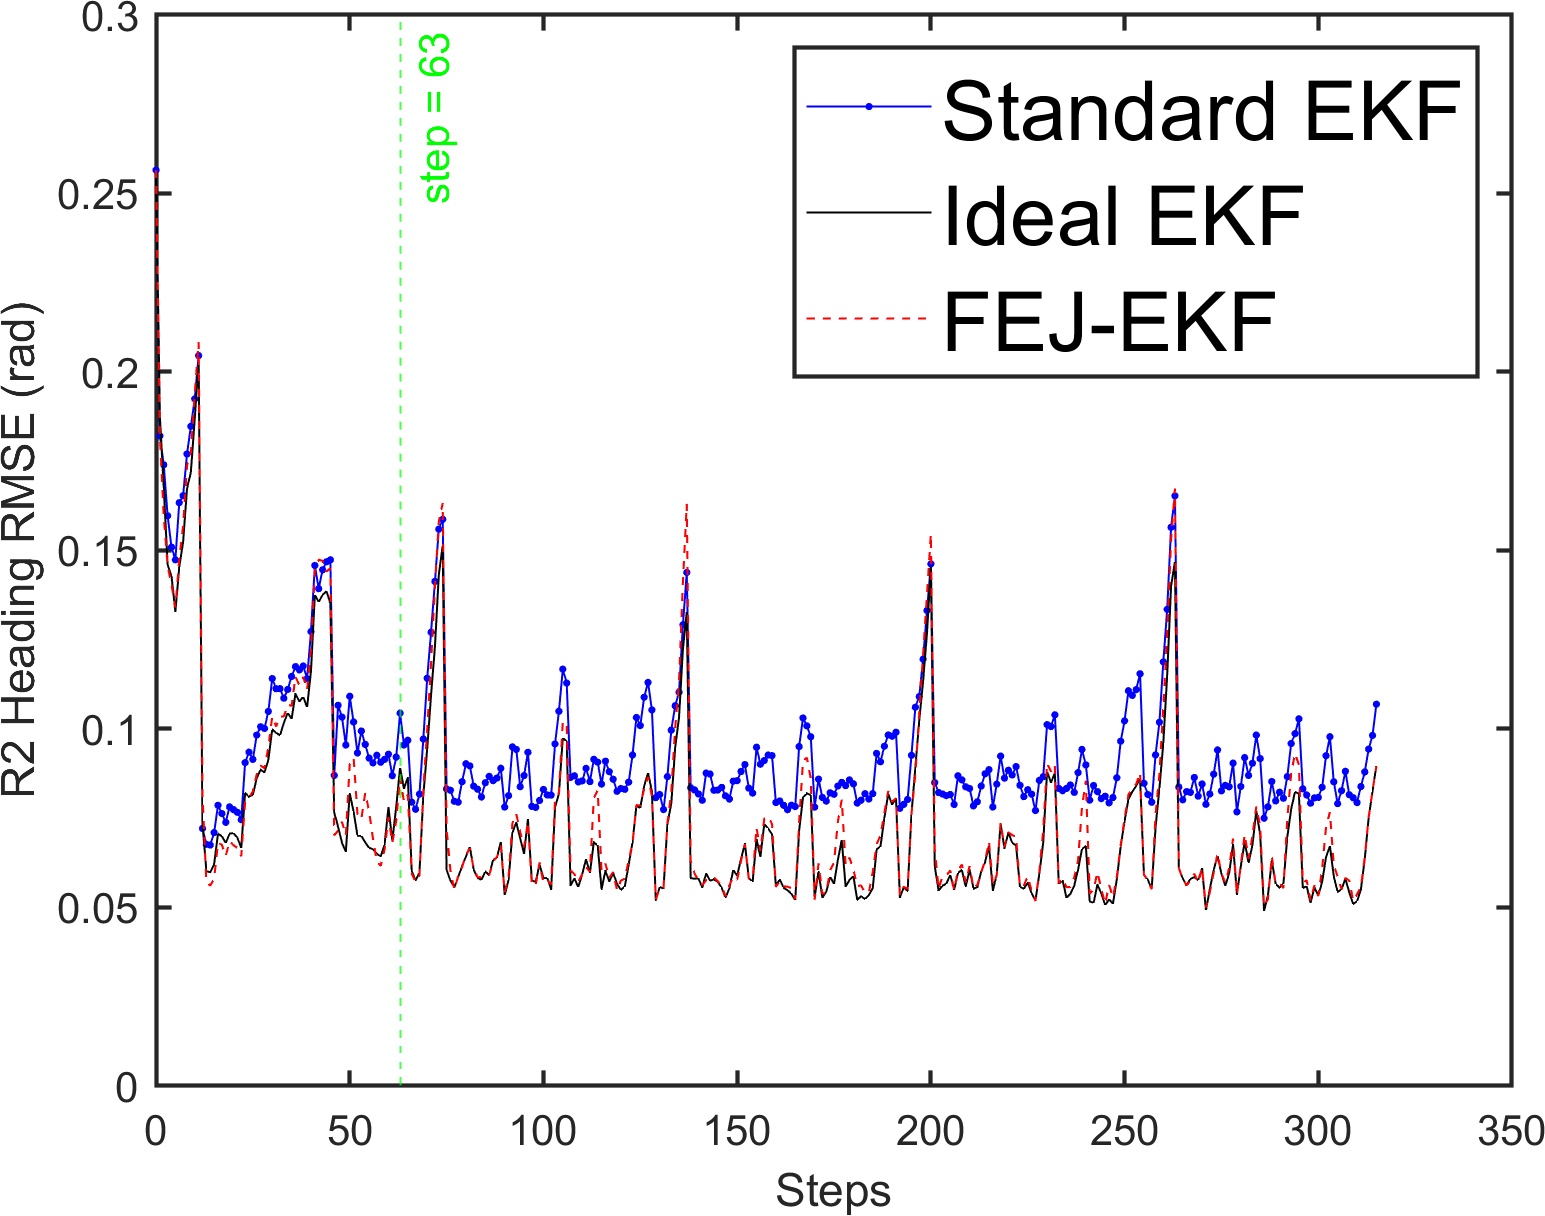 R2 Heading RMSE (rad)
0.3
0.25
0.2
0.15
0.1
0.05
0
step = 63
Standard EKF
Ideal EKF
FEJ-EKF
0 50 100 150 200 250 300 350
Steps